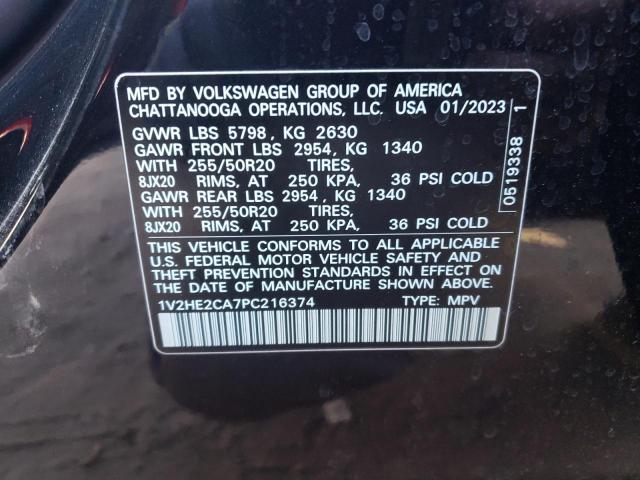 MFD BY VOLKSWAGEN GROUP OF AMERICA
CHATTANOOGA OPERATIONS, LLC. USA 01/2023
GVWR LBS 5798, KG 2630
GAWR FRONT LBS 2954, KG 1340
WITH 255/50R20 TIRES,
8JX20 RIMS, AT 250 KPA, 36 PSI COLD
GAWR REAR LBS 2954, KG 1340
WITH 255/50R20 TIRES,
8JX20 RIMS, AT 250 KPA, 36 PSI COLD
THIS VEHICLE CONFORMS TO ALL APPLICABLE
U.S. FEDERAL MOTOR VEHICLE SAFETY AND
THEFT PREVENTION STANDARDS IN EFFECT ON
THE DATE OF MANUFACTURE SHOWN ABOVE.
1V2HE2CA7PC216374 TYPE: MPV
0519338 1